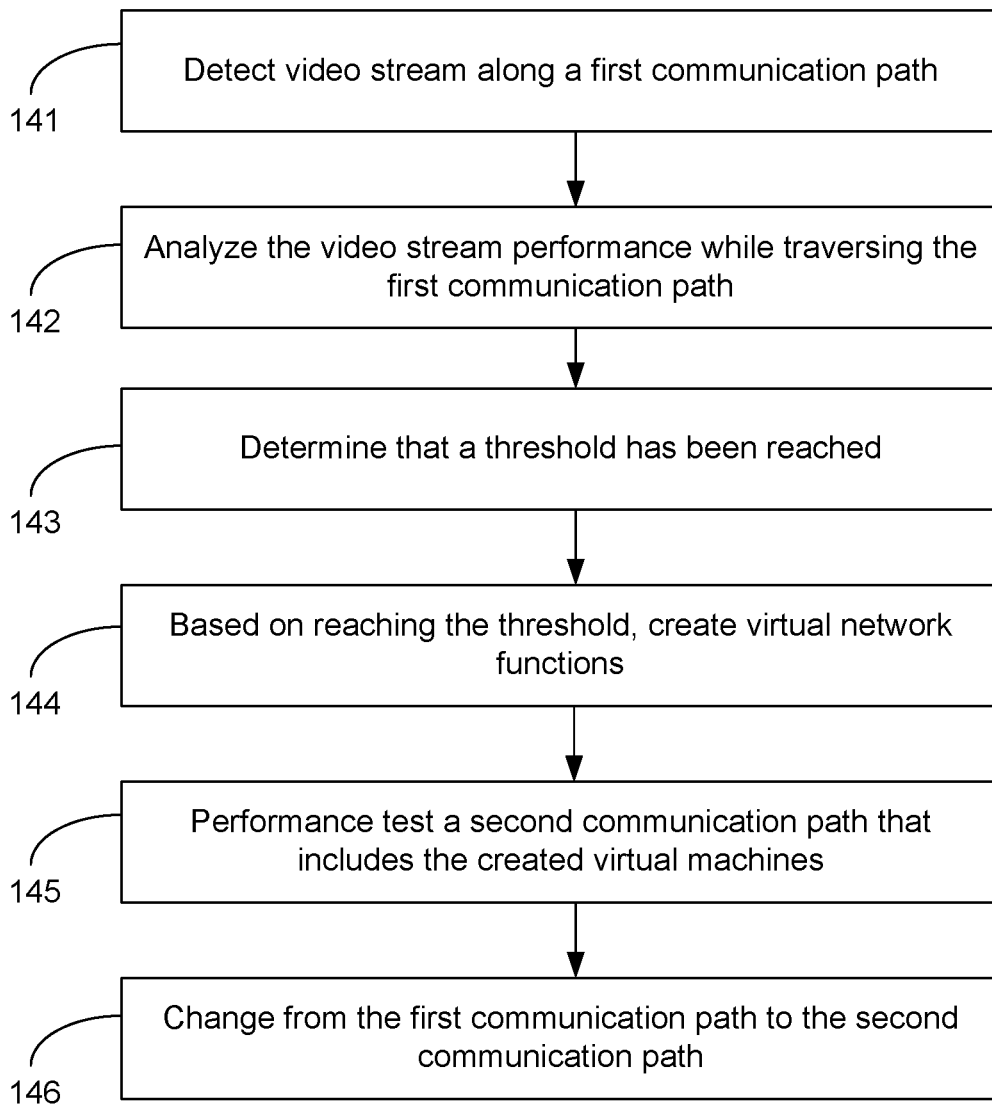 Detect video stream along a first communication path
141
Analyze the video stream performance while traversing the
first communication path
142
Determine that a threshold has been reached
143
Based on reaching the threshold, create virtual network
functions
144
Performance test a second communication path that
includes the created virtual machines
145
Change from the first communication path to the second
communication path
146